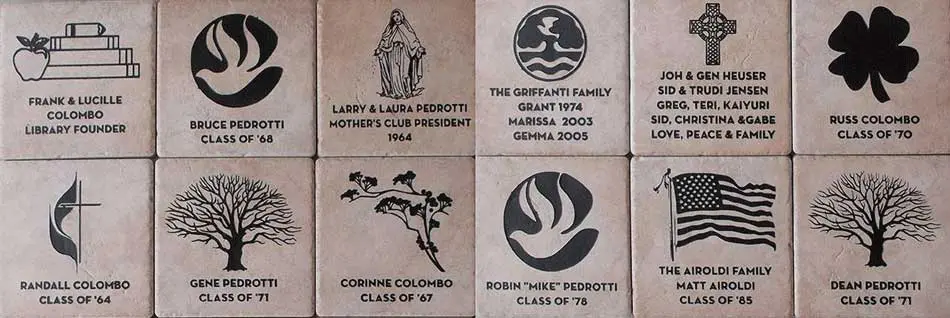 FRANK & LUCILLE
COLOMBO
LIBRARY FOUNDER
BRUCE PEDROTTI
CLASS OF '68
LARRY & LAURA PEDROTTI
MOTHER'S CLUB PRESIDENT
1964
THE GRIFFANTI FAMILY
GRANT 1974
MARISSA 2003
GEMMA 2005
JOH & GEN HEUSER
SID & TRUDI JENSEN
GREG, TERI, KAIYURI
SID, CHRISTINA &GABE
LOVE, PEACE & FAMILY
RUSS COLOMBO
CLASS OF '70
RANDALL COLOMBO
CLASS OF '64
GENE PEDROTTI
CLASS OF '71
CORINNE COLOMBO
CLASS OF '67
ROBIN "MIKE" PEDROTTI
CLASS OF '78
THE AIROLDI FAMILY
MATT AIROLDI
CLASS OF '85
DEAN PEDROTTI
CLASS OF '71